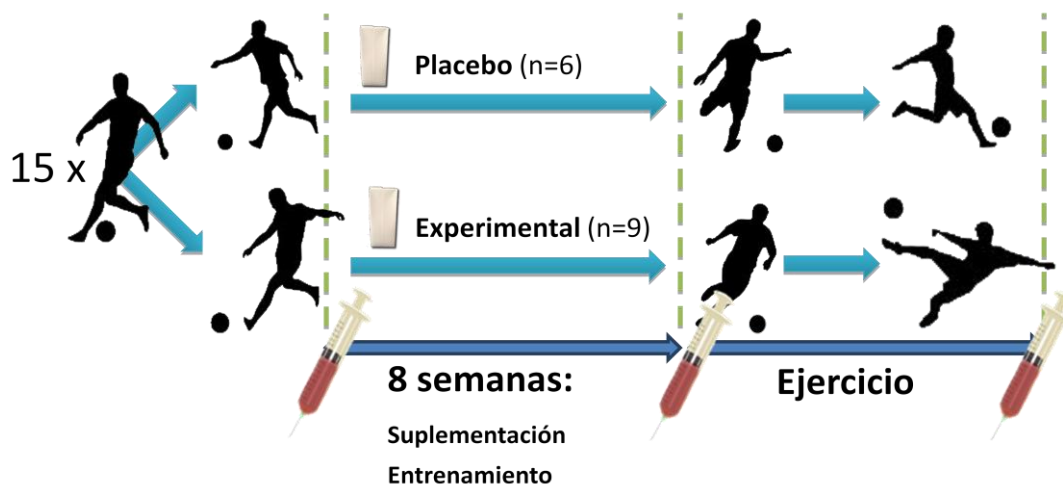 15 x
Placebo (n=6)
Experimental (n=9)
8 semanas:
Suplementación
Entrenamiento
Ejercicio